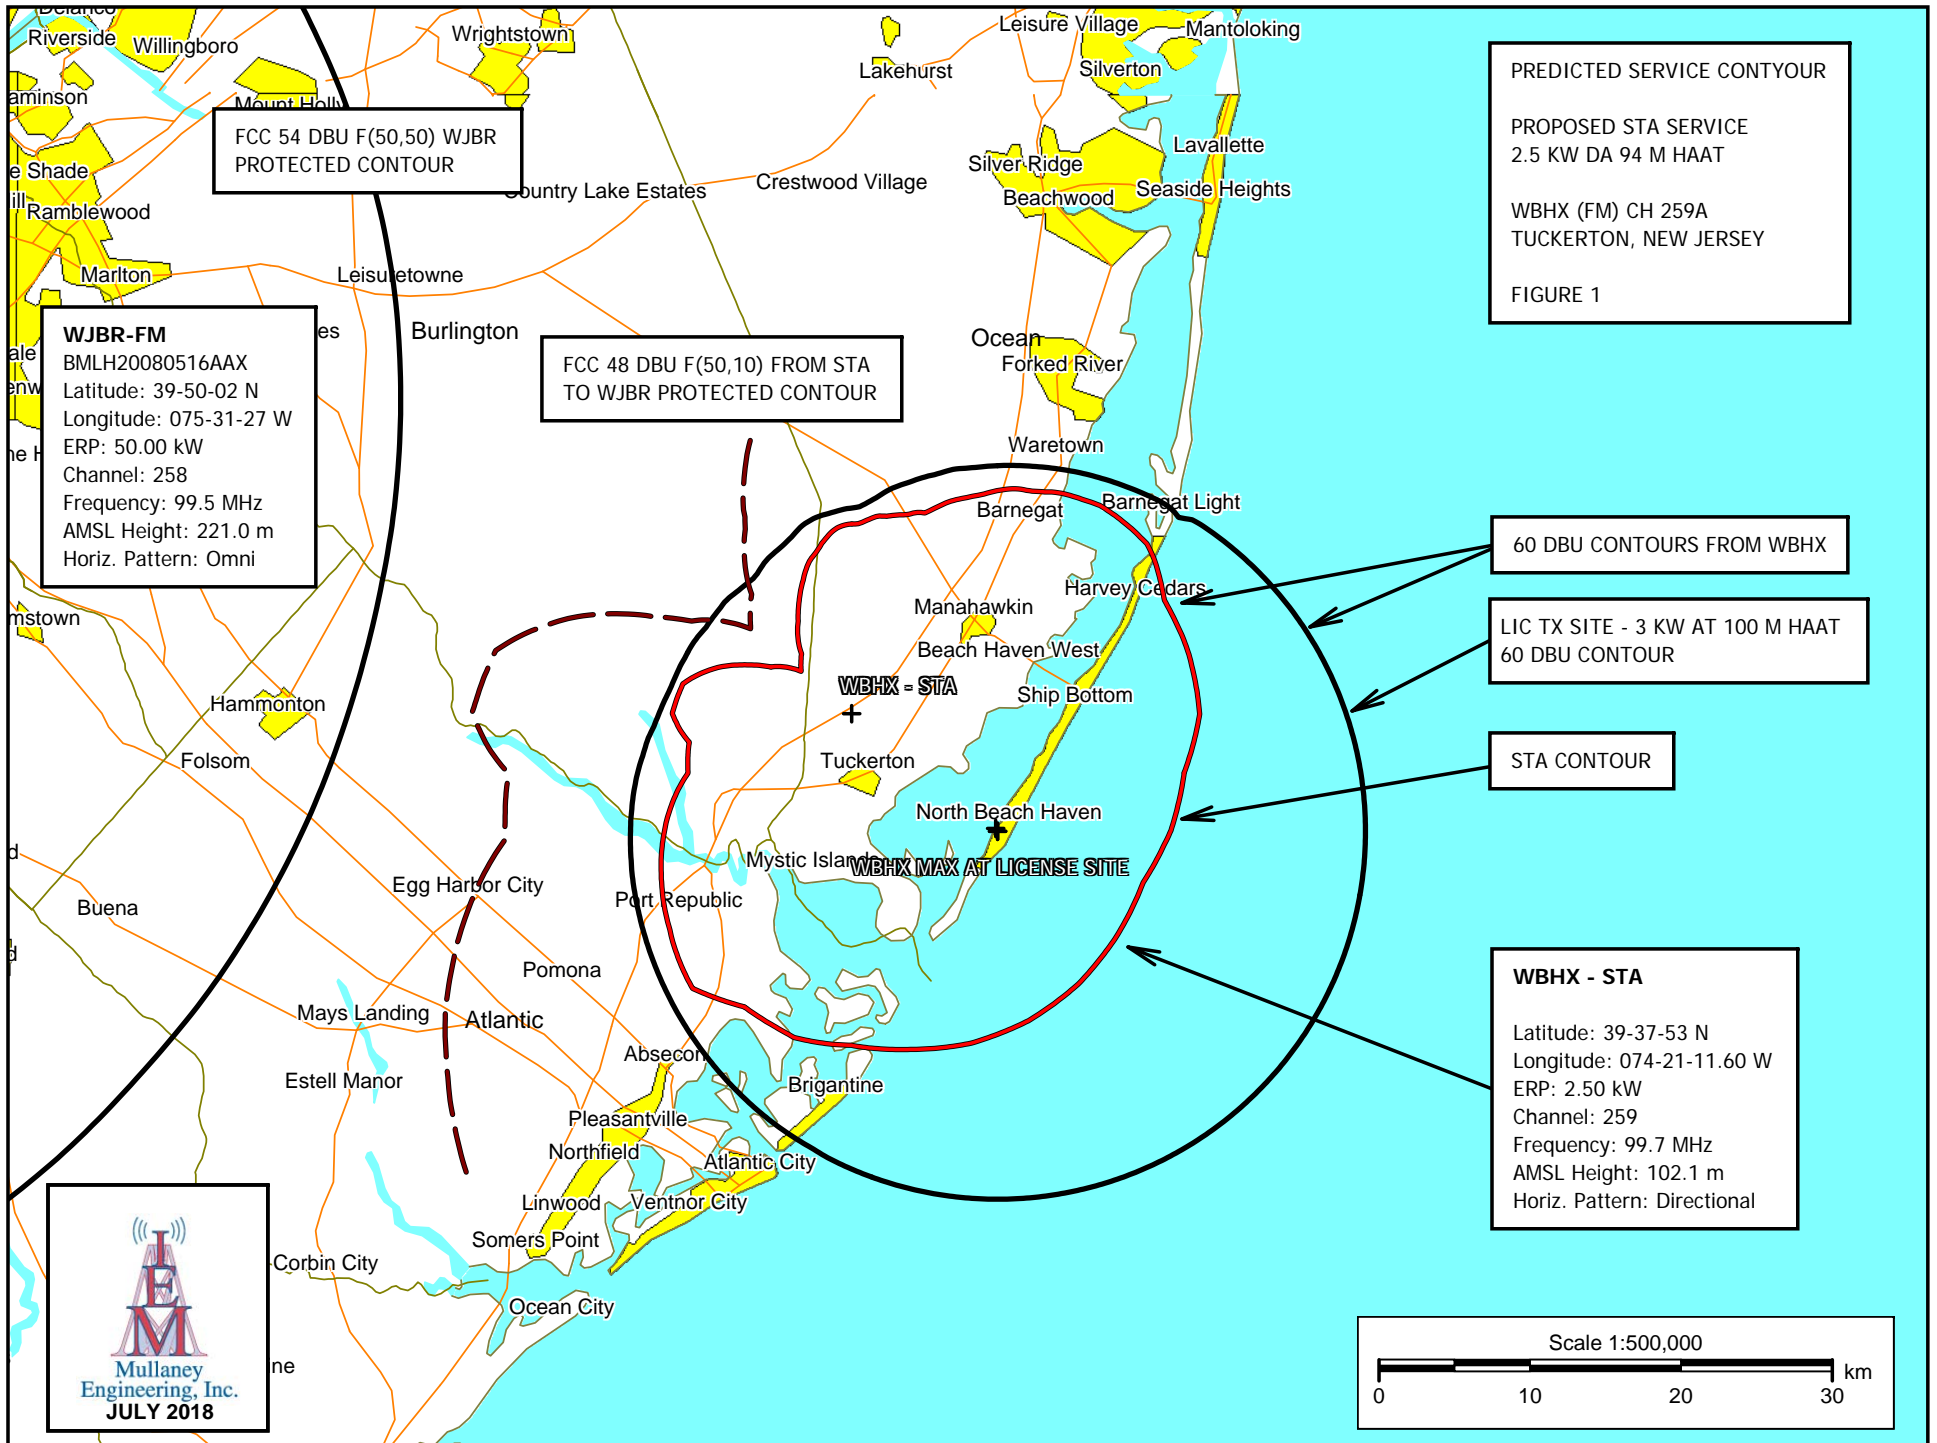 Riverside
Willingboro
Wrightstown
Leisure Village
Mantoloking
Lakehurst
Silverton
Mount Holly
FCC 54 DBU F(50,50) WJBR
PROTECTED CONTOUR
PREDICTED SERVICE CONTYOUR
PROPOSED STA SERVICE
2.5 KW DA 94 M HAAT
WBHX (FM) CH 259A
TUCKERTON, NEW JERSEY
FIGURE 1
aminson
e Shade
ill
Ramblewood
Marlton
Leisuretowne
Country Lake Estates
Crestwood Village
Silver Ridge
Beachwood
Lavallette
Seaside Heights
WJBR-FM
BMLH20080516AAX
Latitude: 39-50-02 N
Longitude: 075-31-27 W
ERP: 50.00 kW
Channel: 258
Frequency: 99.5 MHz
AMSL Height: 221.0 m
Horiz. Pattern: Omni
es
ale
enw
ne H
Burlington
FCC 48 DBU F(50,10) FROM STA
TO WJBR PROTECTED CONTOUR
Ocean
Forked River
Waretown
Barnegat
Barnegat Light
60 DBU CONTOURS FROM WBHX
LIC TX SITE - 3 KW AT 100 M HAAT
60 DBU CONTOUR
STA CONTOUR
Harvey Cedars
Manahawkin
Beach Haven West
Ship Bottom
WBHX - STA
Tuckerton
North Beach Haven
WBHX MAX AT LICENSE SITE
Mystic Islands
mstown
Hammonton
Folsom
d
Buena
d
Egg Harbor City
Port Republic
Pomona
Mays Landing
Atlantic
Absecon
Estell Manor
Brigantine
Pleasantville
Northfield
Atlantic City
Linwood
Ventnor City
Somers Point
Corbin City
Ocean City
ne
WBHX - STA
Latitude: 39-37-53 N
Longitude: 074-21-11.60 W
ERP: 2.50 kW
Channel: 259
Frequency: 99.7 MHz
AMSL Height: 102.1 m
Horiz. Pattern: Directional
IEM
Mullaney
Engineering, Inc.
JULY 2018
Scale 1:500,000
km
0 10 20 30